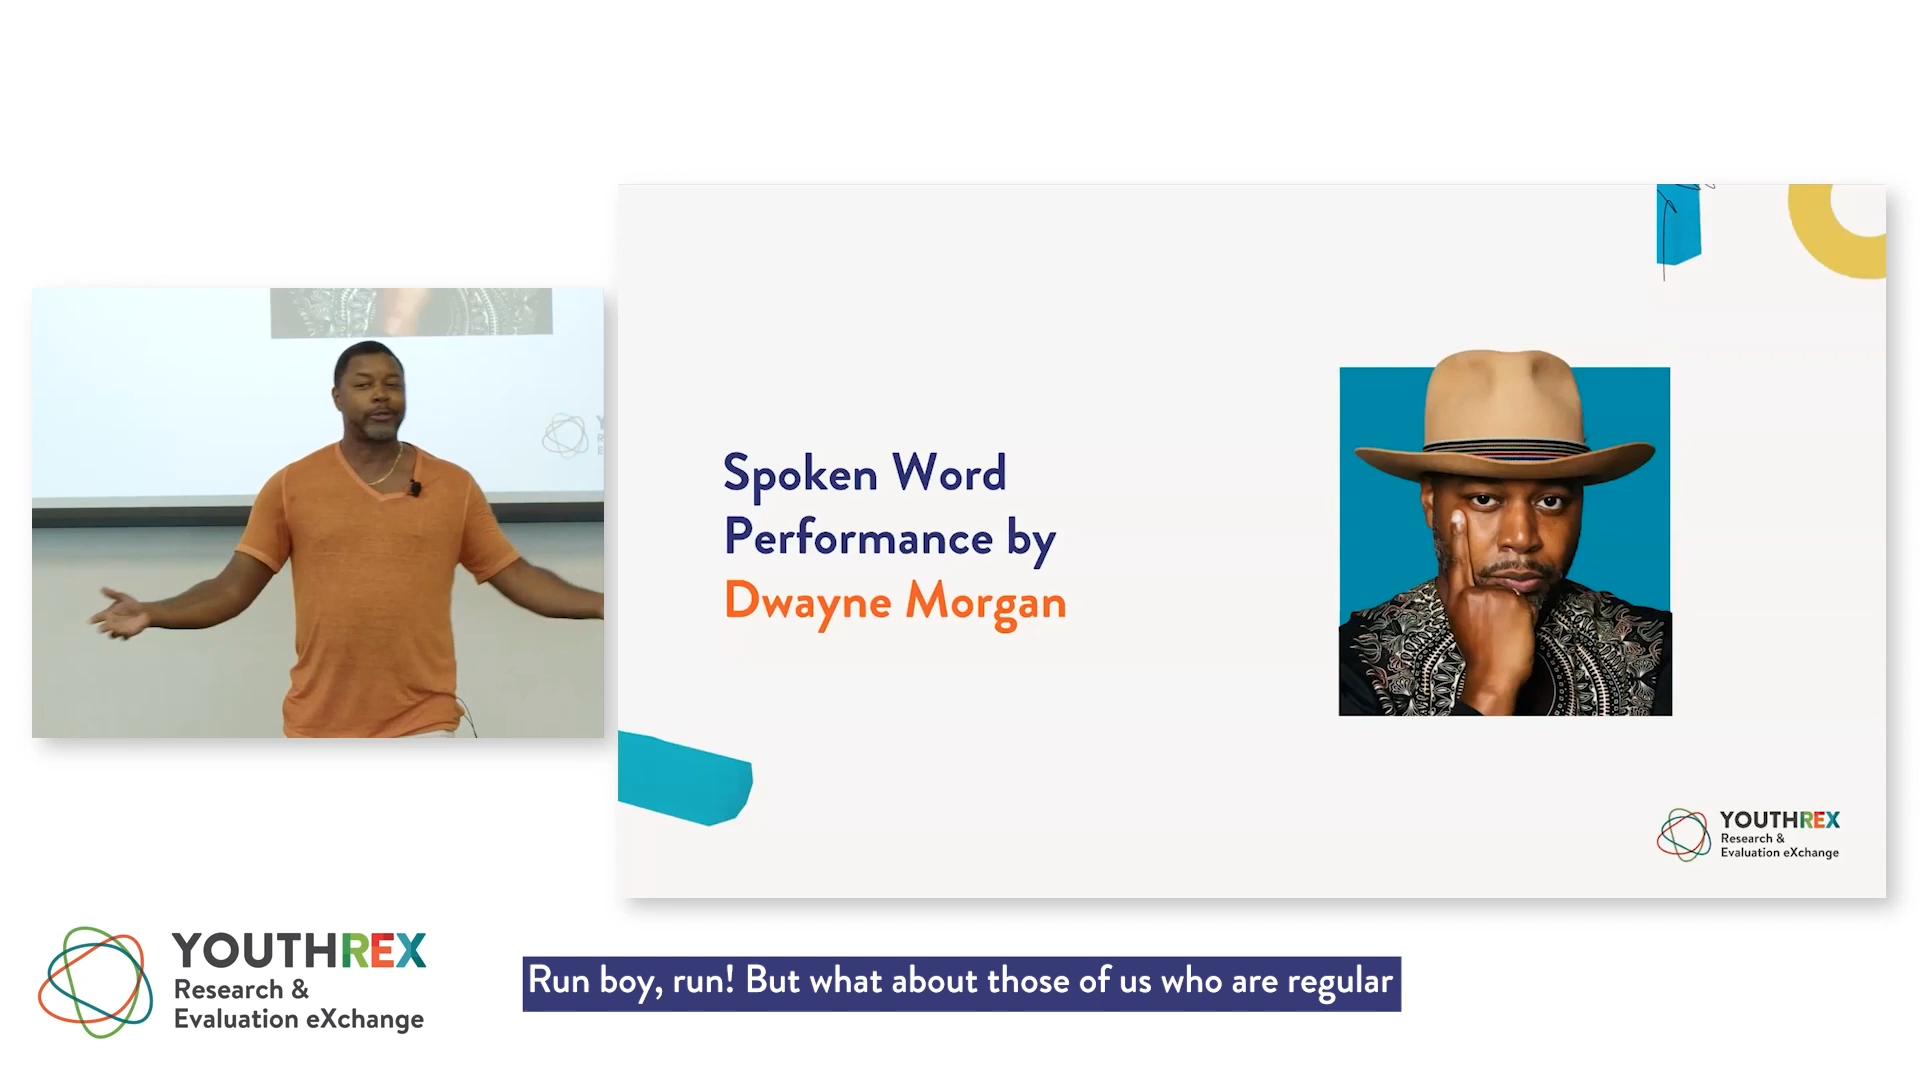 Spoken Word
Performance by
Dwayne Morgan
YOUTHREX
Research &
Evaluation eXchange
YOUTHREX
Research &
Evaluation eXchange
Run boy, run! But what about those of us who are regular